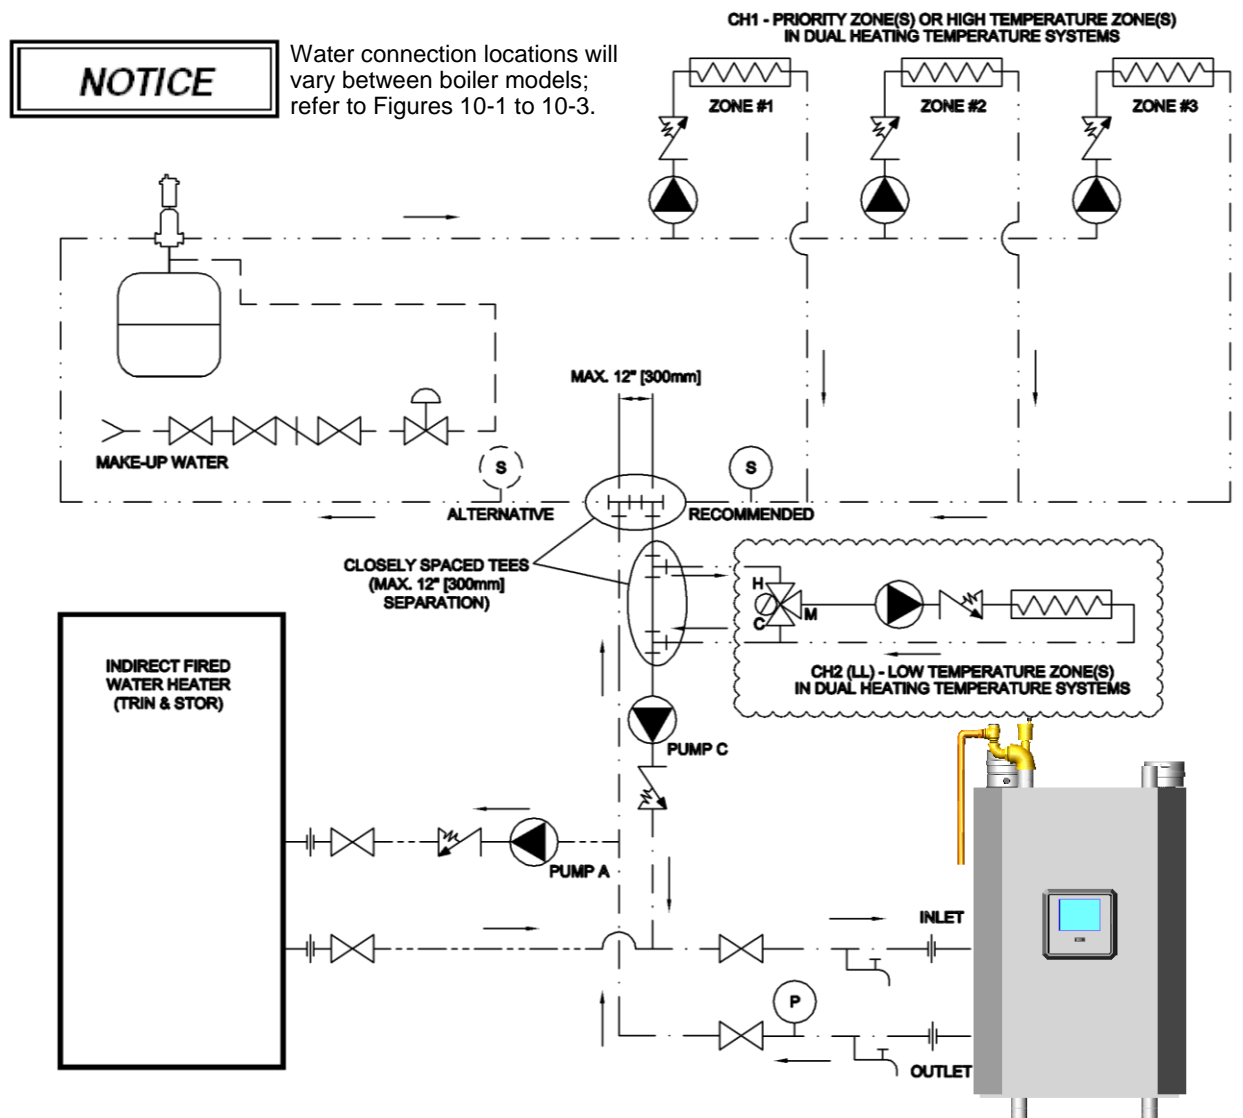 CH1 - PRIORITY ZONE(S) OR HIGH TEMPERATURE ZONE(S)
IN DUAL HEATING TEMPERATURE SYSTEMS
NOTICE
Water connection locations will
vary between boiler models;
refer to Figures 10-1 to 10-3.
ZONE #1
ZONE #2
ZONE #3
MAX. 12" [300mm]
MAKE-UP WATER
S
S
ALTERNATIVE
RECOMMENDED
CLOSELY SPACED TEES
(MAX. 12" [300mm]
SEPARATION)
H
C
M
CH2 (LL) - LOW TEMPERATURE ZONE(S)
IN DUAL HEATING TEMPERATURE SYSTEMS
INDIRECT FIRED
WATER HEATER
(TRIN & STOR)
PUMP C
PUMP A
INLET
P
OUTLET